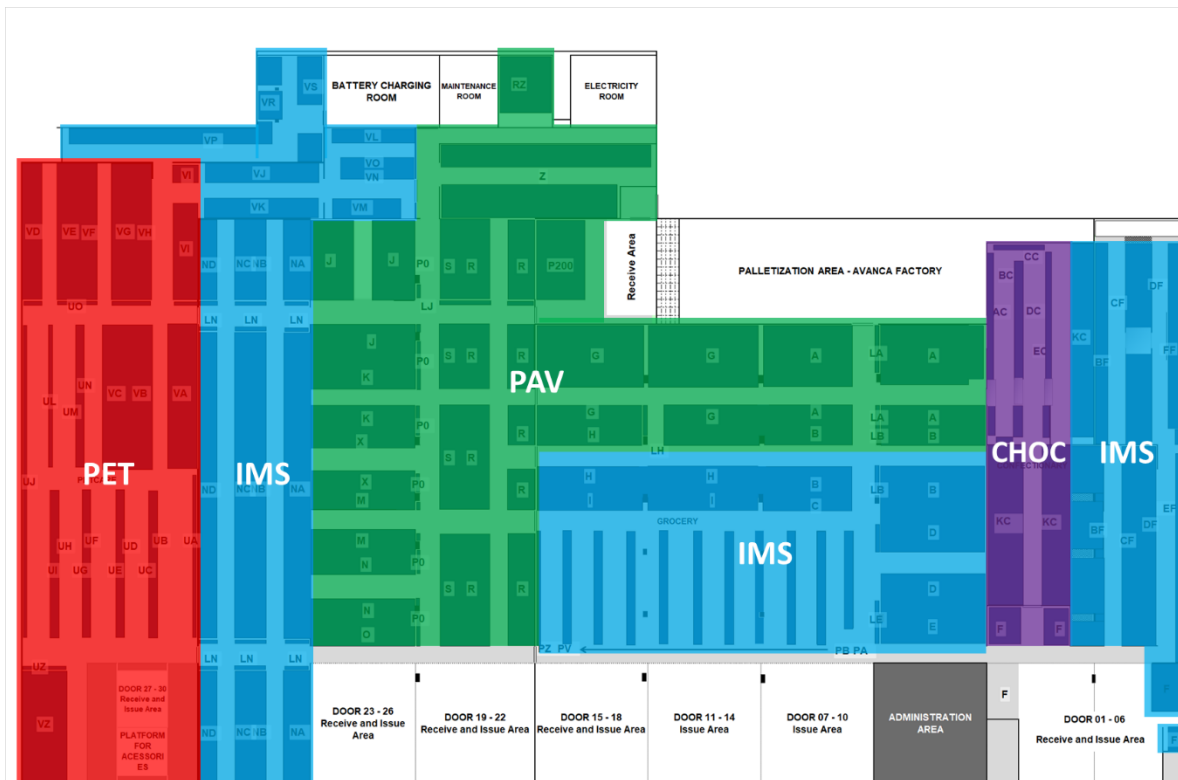 VS
BATTERY CHARGING
ROOM
MAINTENANCE
ROOM
RZ
ELECTRICITY
ROOM
VR
VP
VL
VO
VN
VJ
VI
Z
VK
VM
VD
VE
VF
VG
VH
VI
ND
NC
NB
NA
J
J
P0
S
R
R
P200
Receive Area
PALLETIZATION AREA - AVANCA FACTORY
CC
BC
DF
CF
AC
DC
UO
LJ
LN
LN
LN
J
K
P0
S
R
R
G
G
A
LA
A
EC
KC
BF
FF
UN
UL
UM
VC
VB
VA
PAV
K
X
P0
R
G
H
G
A
B
LA
LB
A
B
LH
PET
IMS
CHOC
IMS
S
UJ
X
M
P0
R
H
I
H
I
B
C
LB
B
ND
NC
NA
GROCERY
IMS
D
KC
KC
BF
CF
DF
EF
UH
UF
UD
UB
UA
UI
UG
UE
UC
M
N
N
O
P0
S
R
R
D
E
LE
F
F
LN
LN
LN
PZ PV
PB PA
UZ
VZ
DOOR 27 - 30
Receive and
Issue Area
PLATFORM
FOR
ACESSORI
ES
ND
NC
NB
NA
DOOR 23 - 26
Receive and Issue
Area
DOOR 19 - 22
Receive and Issue Area
DOOR 15 - 18
Receive and Issue Area
DOOR 11 - 14
Issue Area
DOOR 07 - 10
Issue Area
ADMINISTRATION
AREA
F
DOOR 01 - 06
Receive and Issue Area
F
F